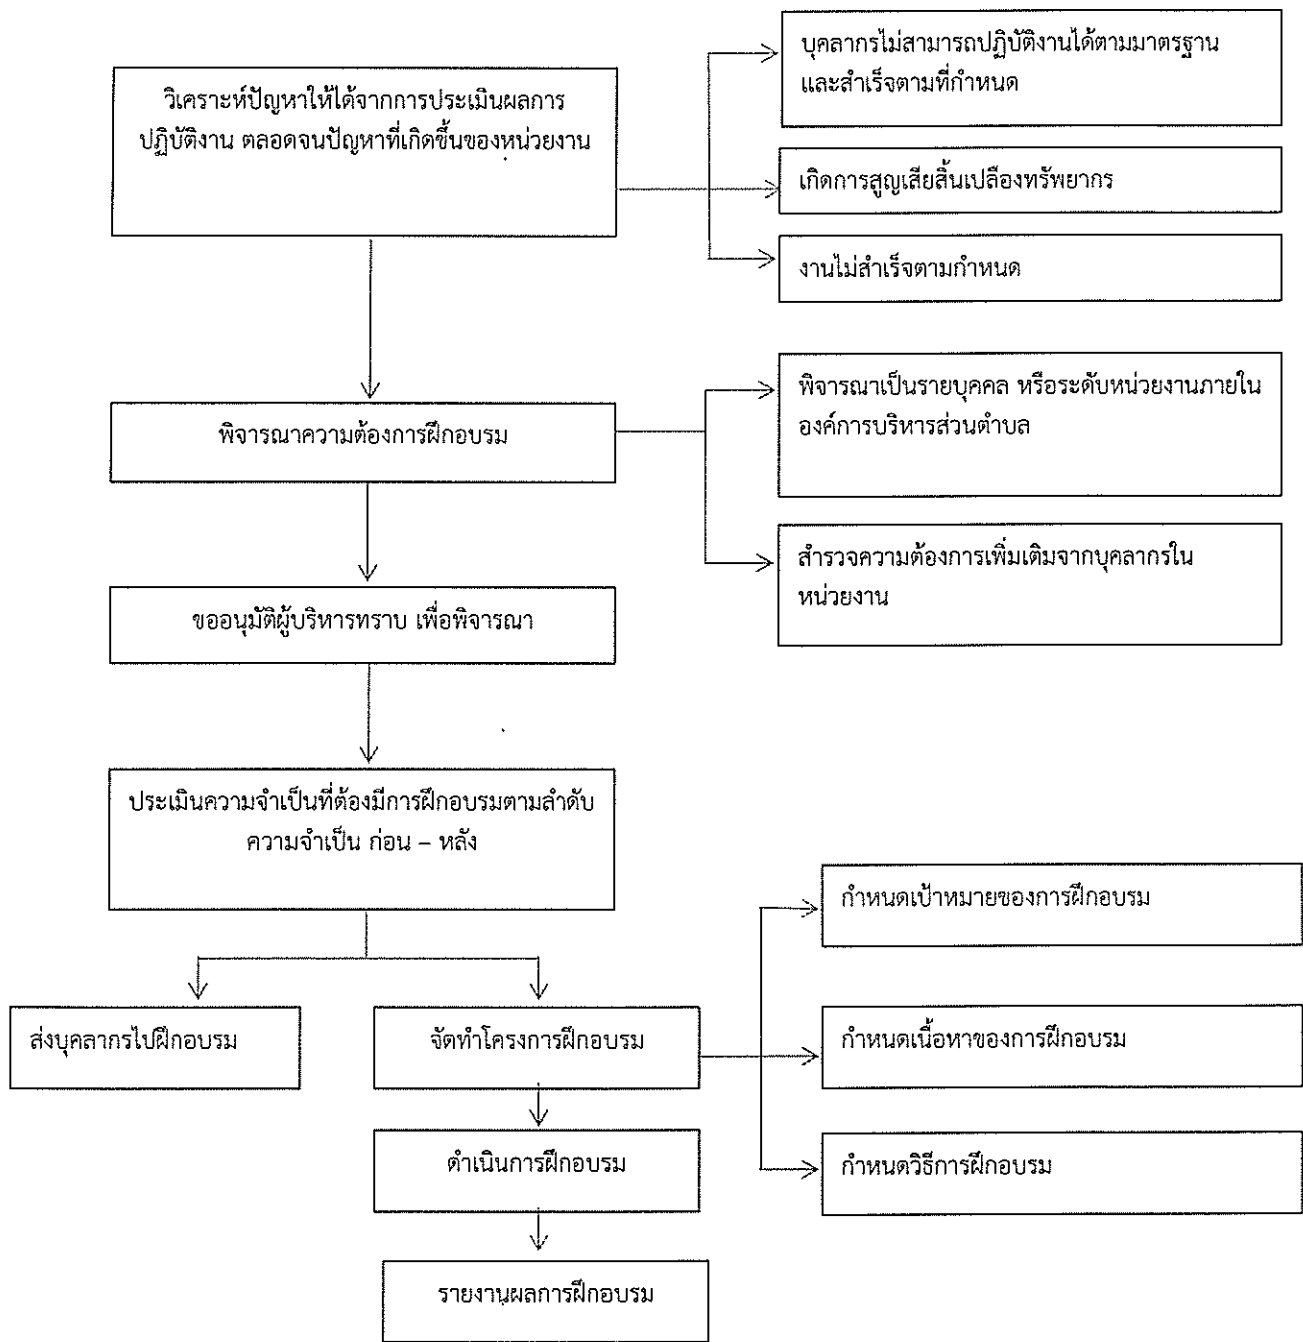 วิเคราะห์ปัญหาให้ได้จากการประเมินผลการ
ปฏิบัติงาน ตลอดจนปัญหาที่เกิดขึ้นของหน่วยงาน
บุคลากรไม่สามารถปฏิบัติงานได้ตามมาตรฐาน
และสำเร็จตามที่กำหนด
เกิดการสูญเสียสิ้นเปลืองทรัพยากร
งานไม่สำเร็จตามกำหนด
พิจารณาความต้องการฝึกอบรม
พิจารณาเป็นรายบุคคล หรือระดับหน่วยงานภายใน
องค์การบริหารส่วนตำบล
สำรวจความต้องการเพิ่มเติมจากบุคลากรใน
หน่วยงาน
ขออนุมัติผู้บริหารทราบ เพื่อพิจารณา
ประเมินความจำเป็นที่ต้องมีการฝึกอบรมตามลำดับ
ความจำเป็น ก่อน – หลัง
ส่งบุคลากรไปฝึกอบรม
จัดทำโครงการฝึกอบรม
กำหนดเป้าหมายของการฝึกอบรม
กำหนดเนื้อหาของการฝึกอบรม
กำหนดวิธีการฝึกอบรม
ดำเนินการฝึกอบรม
รายงานผลการฝึกอบรม